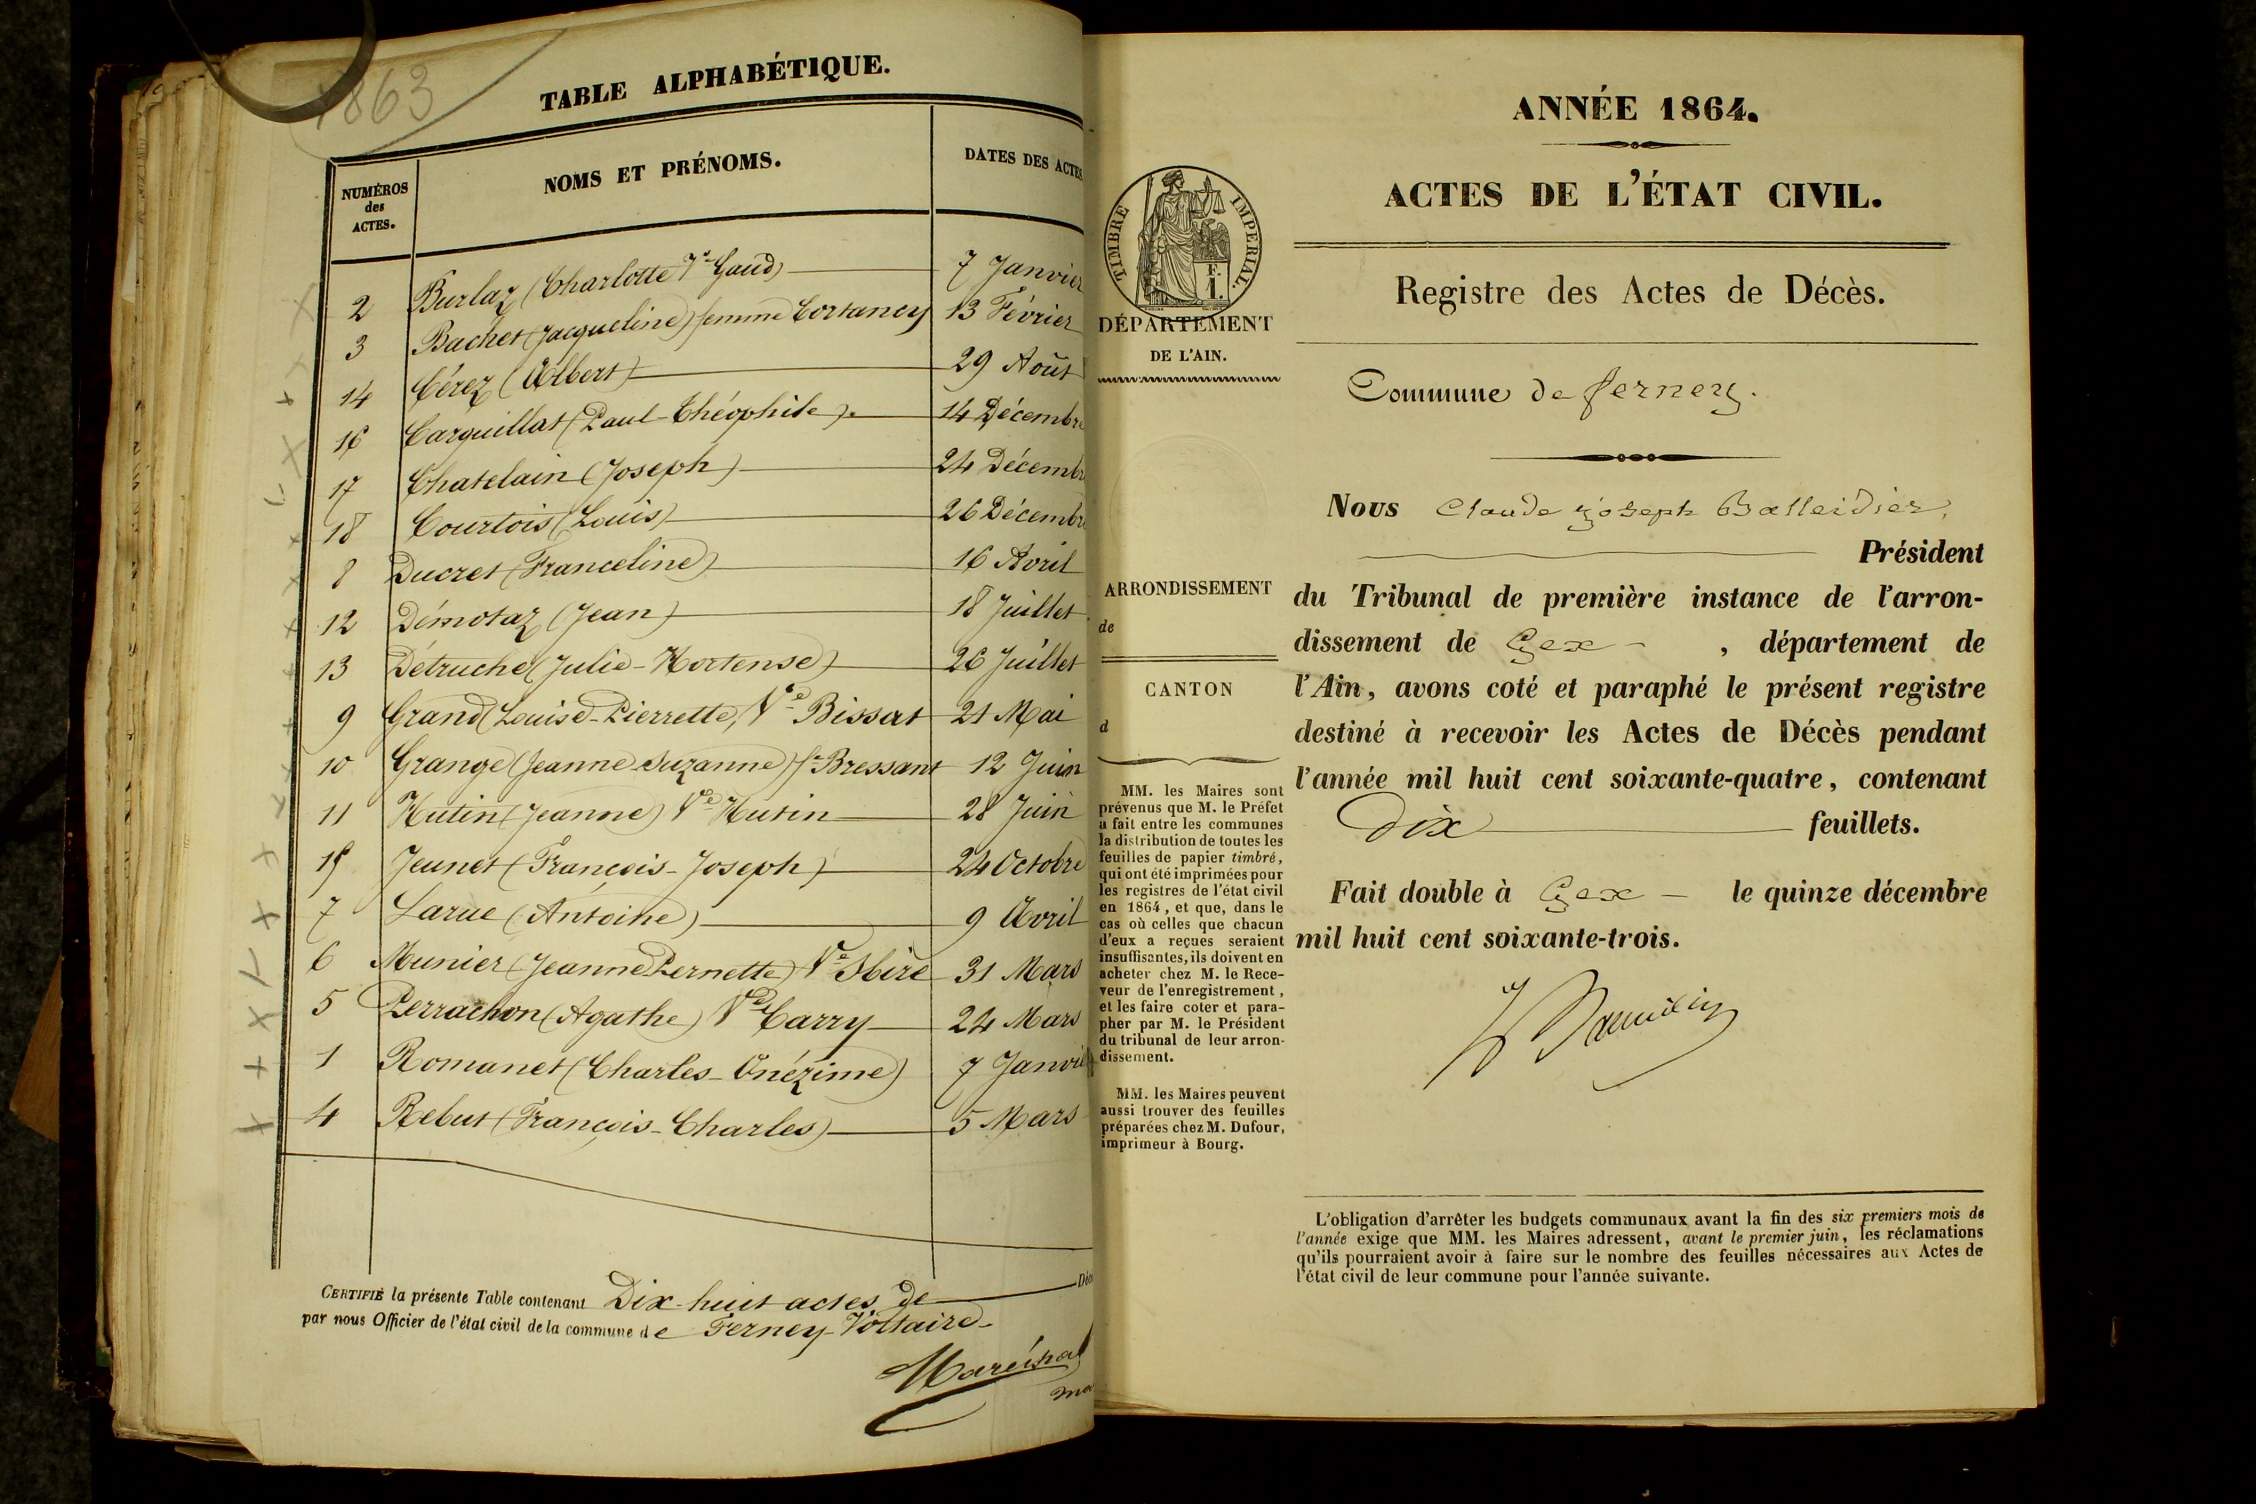 1863
TABLE ALPHABÉTIQUE.
NUMÉROS des ACTES. NOMS ET PRÉNOMS. DATES DES ACTES
2 Burlaz (Charlotte Ve Gaud) 7 Janvier
3 Bachet (Jacqueline) femme Cortancy 13 Février
14 Cérez (Albert) 29 Août
16 Carquillat (Paul-Théophile). 14 Décembre
17 Chatelain (Joseph) 24 Décembr
18 Courtois (Louis) 26 Décembr
8 Ducret (Franceline) 16 Avril
12 Démotaz (Jean) 18 Juillet
13 Détruche (Julie-Hortense) 26 Juillet
9 Grand (Louise-Pierrette, Ve Bissat 21 Mai
10 Grange (Jeanne-Suzanne) fe Bressant 12 Juin
11 Hutin (Jeanne) Ve Hutin 28 Juin
15 Jeunet (François-Joseph) 24 Octobre
7 Larue (Antoine) 9 Avril
6 Munier (Jeanne Pernette) Ve 31 Mars
5 Perrachon (Agathe) Ve Carry 24 Mars
1 Romanet (Charles-Onézime) 7 Janvier
4 Rebut (François-Charles) 5 Mars
CERTIFIÉ la présente Table contenant Dix-huit actes de Déc
par nous Officier de l'état civil de la commune de Ferney-Voltaire-
Maréchal
ma
ANNÉE 1864.
ACTES DE L'ÉTAT CIVIL.
Registre des Actes de Décès.
TIMBRE IMPERIAL.
F.
1.
DÉPARTEMENT
DE L'AIN.
ARRONDISSEMENT
de
CANTON
d
MM. les Maires sont
prévenus que M. le Préfet
a fait entre les communes
la distribution de toutes les
feuilles de papier timbré,
qui ont été imprimées pour
les registres de l'état civil
en 1864, et que, dans le
cas où celles que chacun
d'eux a reçues seraient
insuffisantes, ils doivent en
acheter chez M. le Rece-
veur de l'enregistrement,
et les faire coter et para-
pher par M. le Président
du tribunal de leur arron-
dissement.
MM. les Maires peuvent
aussi trouver des feuilles
préparées chez M. Dufour,
imprimeur à Bourg.
Commune de ferney.
Nous Claude joseph Balleidier,
Président
du Tribunal de première instance de l'arron-
dissement de Gex - , département de
l'Ain, avons coté et paraphé le présent registre
destiné à recevoir les Actes de Décès pendant
l'année mil huit cent soixante-quatre, contenant
Dix feuillets.
Fait double à Gex - le quinze décembre
mil huit cent soixante-trois.
L'obligation d'arrêter les budgets communaux avant la fin des six premiers mois de
l'année exige que MM. les Maires adressent, avant le premier juin, les réclamations
qu'ils pourraient avoir à faire sur le nombre des feuilles nécessaires aux Actes de
l'état civil de leur commune pour l'année suivante.